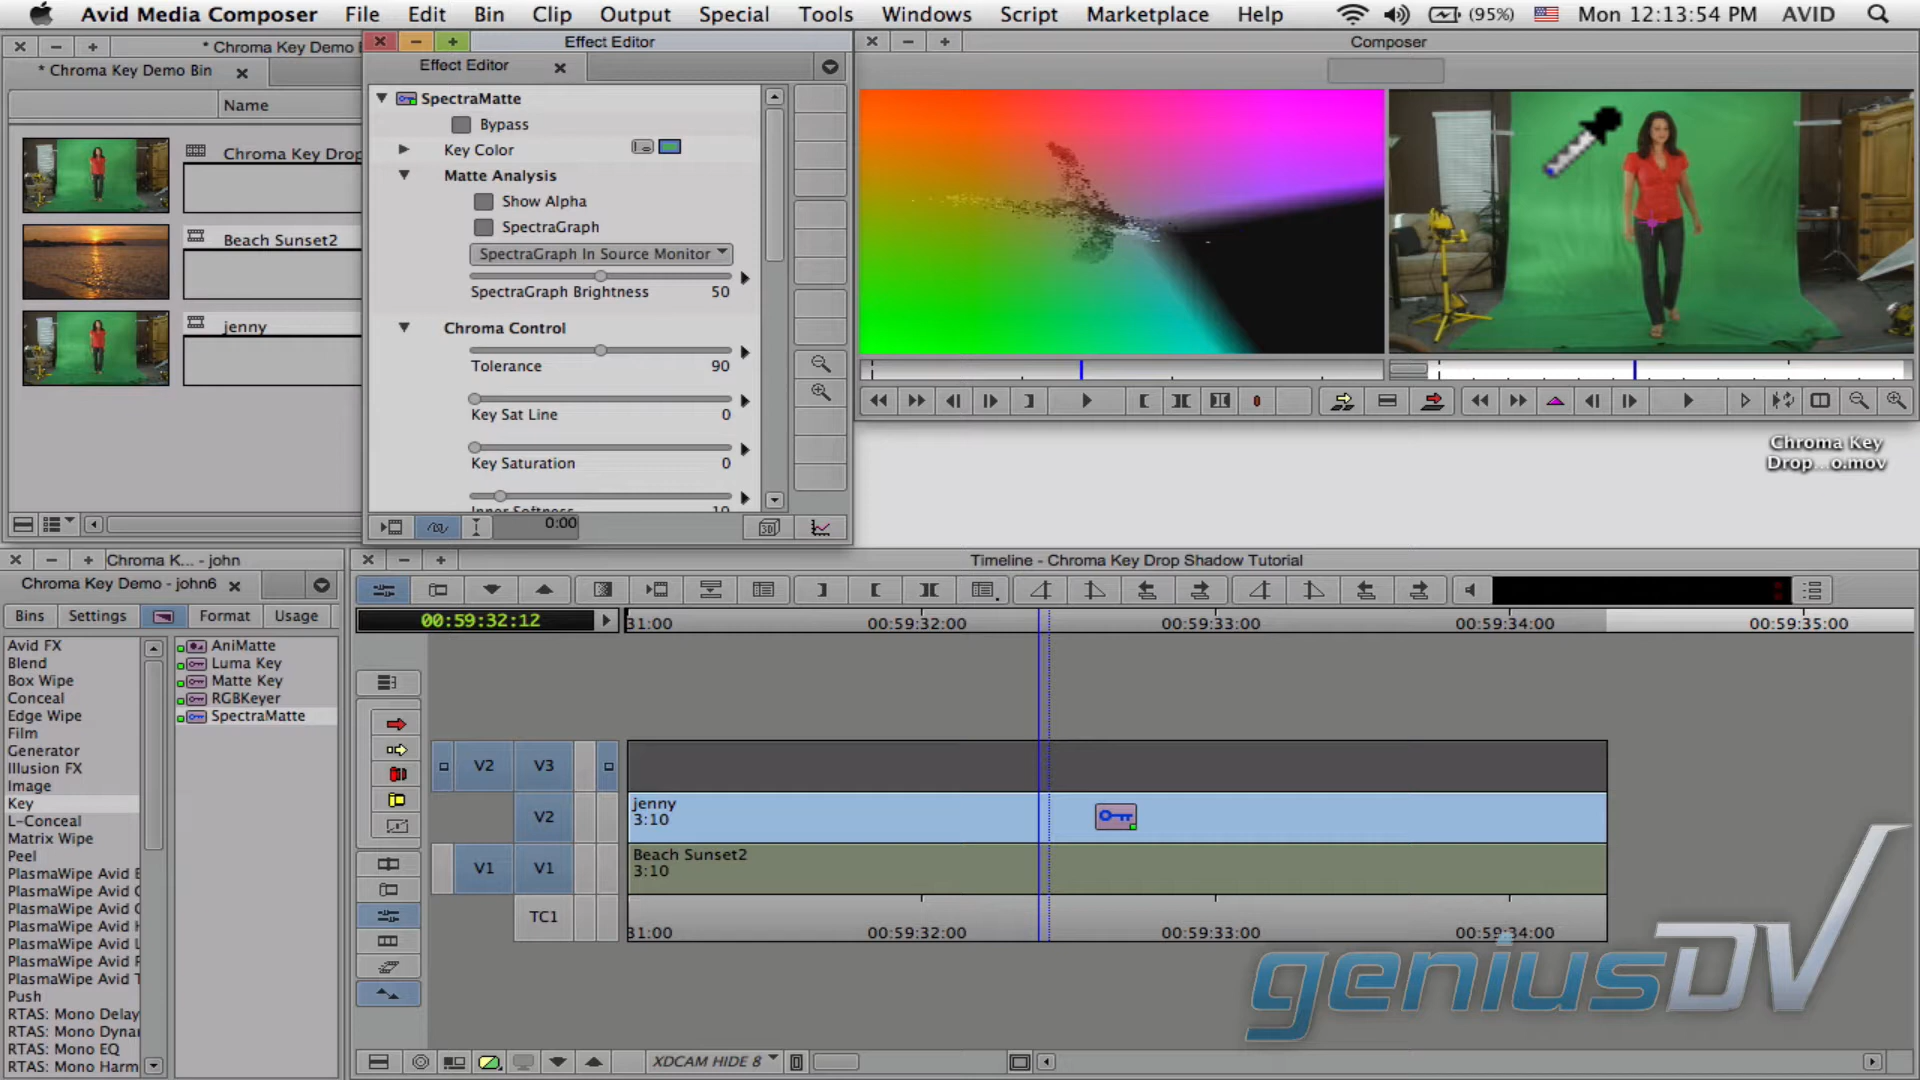 Avid Media Composer File Edit Bin Clip Output Special Tools Windows Script Marketplace Help (95%) Mon 12:13:54 PM AVID
* Chroma Key Demo
* Chroma Key Demo Bin
Name
Chroma Key Drop
Beach Sunset2
jenny
Effect Editor
Effect Editor
SpectraMatte
Bypass
Key Color
Matte Analysis
Show Alpha
SpectraGraph
SpectraGraph In Source Monitor
SpectraGraph Brightness 50
Chroma Control
Tolerance 90
Key Sat Line 0
Key Saturation 0
Inner Softness 10
0:00
3D
Composer
Chroma Key
Drop...o.mov
Chroma K... - john
Chroma Key Demo - john6
Bins Settings Format Usage
Avid FX
Blend
Box Wipe
Conceal
Edge Wipe
Film
Generator
Illusion FX
Image
Key
L-Conceal
Matrix Wipe
Peel
PlasmaWipe Avid
PlasmaWipe Avid
PlasmaWipe Avid
PlasmaWipe Avid
PlasmaWipe Avid L
PlasmaWipe Avid
PlasmaWipe Avid T
Push
RTAS: Mono Delay
RTAS: Mono Dyna
RTAS: Mono EQ
RTAS: Mono Harm
AniMatte
Luma Key
Matte Key
RGBKeyer
SpectraMatte
Timeline - Chroma Key Drop Shadow Tutorial
00:59:32:12
31:00 00:59:32:00 00:59:33:00 00:59:34:00 00:59:35:00
V2 V3
V2
V1 V1
TC1
jenny
3:10
Beach Sunset2
3:10
31:00 00:59:32:00 00:59:33:00 00:59:34:00
XDCAM HIDE 8
geniusDV